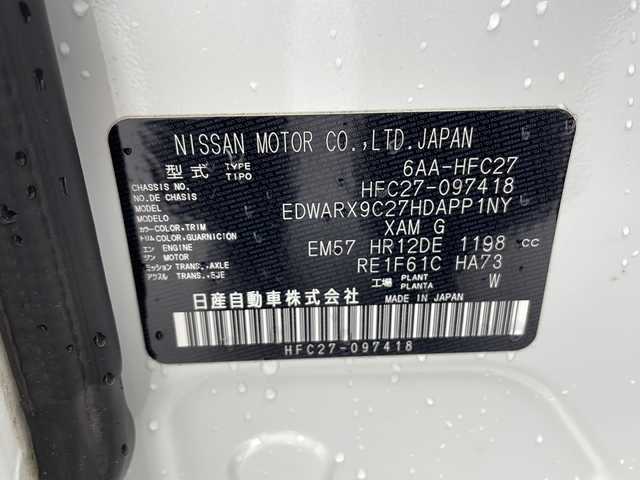 NISSAN MOTOR CO.,LTD.JAPAN
型式 TYPE TIPO 6AA-HFC27
CHASSIS NO. NO.DE CHASIS HFC27-097418
MODEL MODELO EDWARX9C27HDAPP1NY
カラー COLOR,TRIM トリム COLOR,GUARNICION XAM G
エンジン ENGINE MOTOR EM57 HR12DE 1198 cc
ミッション TRANS.,AXLE アクスル TRANS.,EJE RE1F61C HA73
工場 PLANT PLANTA W
日産自動車株式会社 MADE IN JAPAN
HFC27-097418